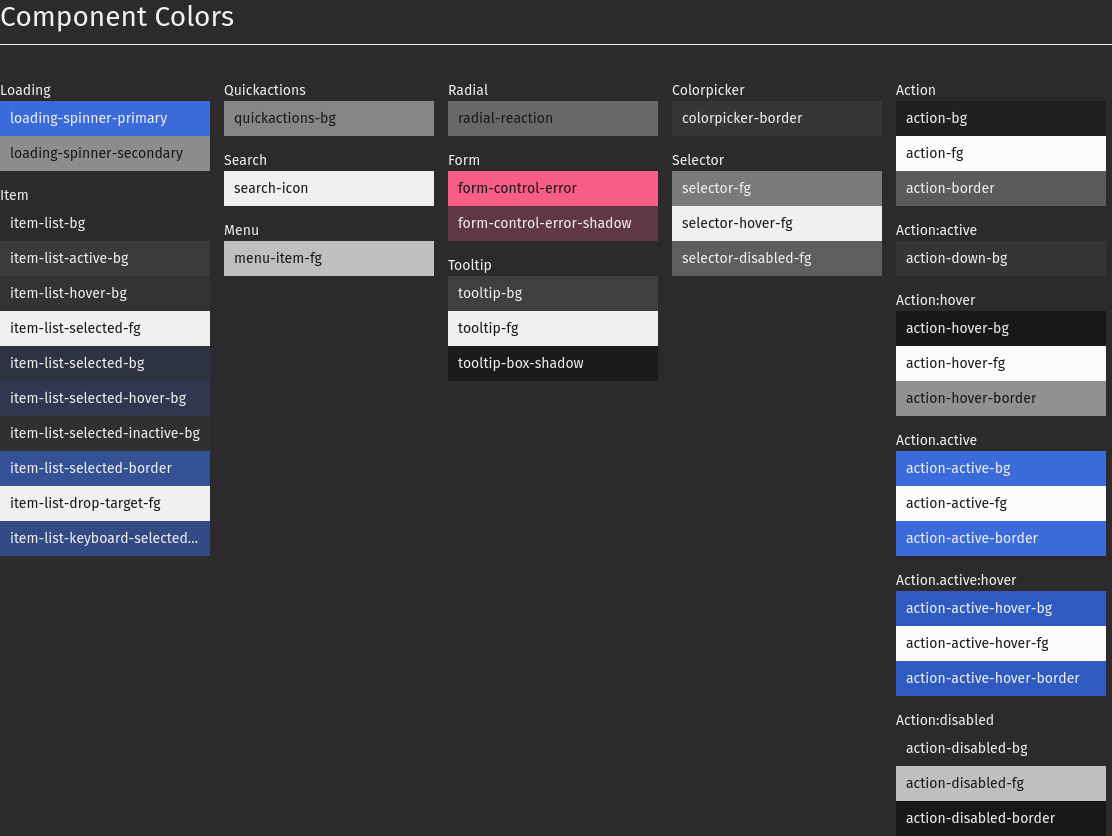 Component Colors
Loading
loading-spinner-primary
loading-spinner-secondary
Item
item-list-bg
item-list-active-bg
item-list-hover-bg
item-list-selected-fg
item-list-selected-bg
item-list-selected-hover-bg
item-list-selected-inactive-bg
item-list-selected-border
item-list-drop-target-fg
item-list-keyboard-selected...
Quickactions
quickactions-bg
Search
search-icon
Menu
menu-item-fg
Radial
radial-reaction
Form
form-control-error
form-control-error-shadow
Tooltip
tooltip-bg
tooltip-fg
tooltip-box-shadow
Colorpicker
colorpicker-border
Selector
selector-fg
selector-hover-fg
selector-disabled-fg
Action
action-bg
action-fg
action-border
Action:active
action-down-bg
Action:hover
action-hover-bg
action-hover-fg
action-hover-border
Action.active
action-active-bg
action-active-fg
action-active-border
Action.active:hover
action-active-hover-bg
action-active-hover-fg
action-active-hover-border
Action:disabled
action-disabled-bg
action-disabled-fg
action-disabled-border